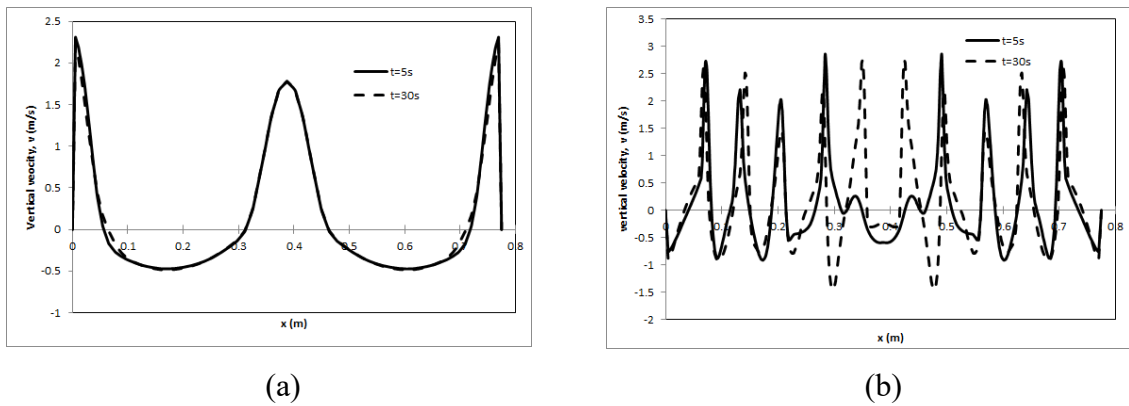 Vertical veocity, v (m/s)
2.5
2
1.5
1
0.5
0
-0.5
-1
0 0.1 0.2 0.3 0.4 0.5 0.6 0.7 0.8
x (m)
t=5s
t=30s
(a)
vertical velocity, v (m/s)
3.5
3
2.5
2
1.5
1
0.5
0
-0.5
-1
-1.5
-2
0 0.1 0.2 0.3 0.4 0.5 0.6 0.7 0.8
x (m)
t=5s
t=30s
(b)